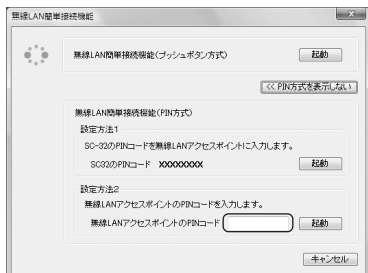 無線LAN簡単接続機能
無線LAN簡単接続機能(プッシュボタン方式)
起動
<< PIN方式を表示しない
無線LAN簡単接続機能(PIN方式)
設定方法1
SC-32のPINコードを無線LANアクセスポイントに入力します。
SC32のPINコード XXXXXXXX
起動
設定方法2
無線LANアクセスポイントのPINコードを入力します。
無線LANアクセスポイントのPINコード
起動
キャンセル